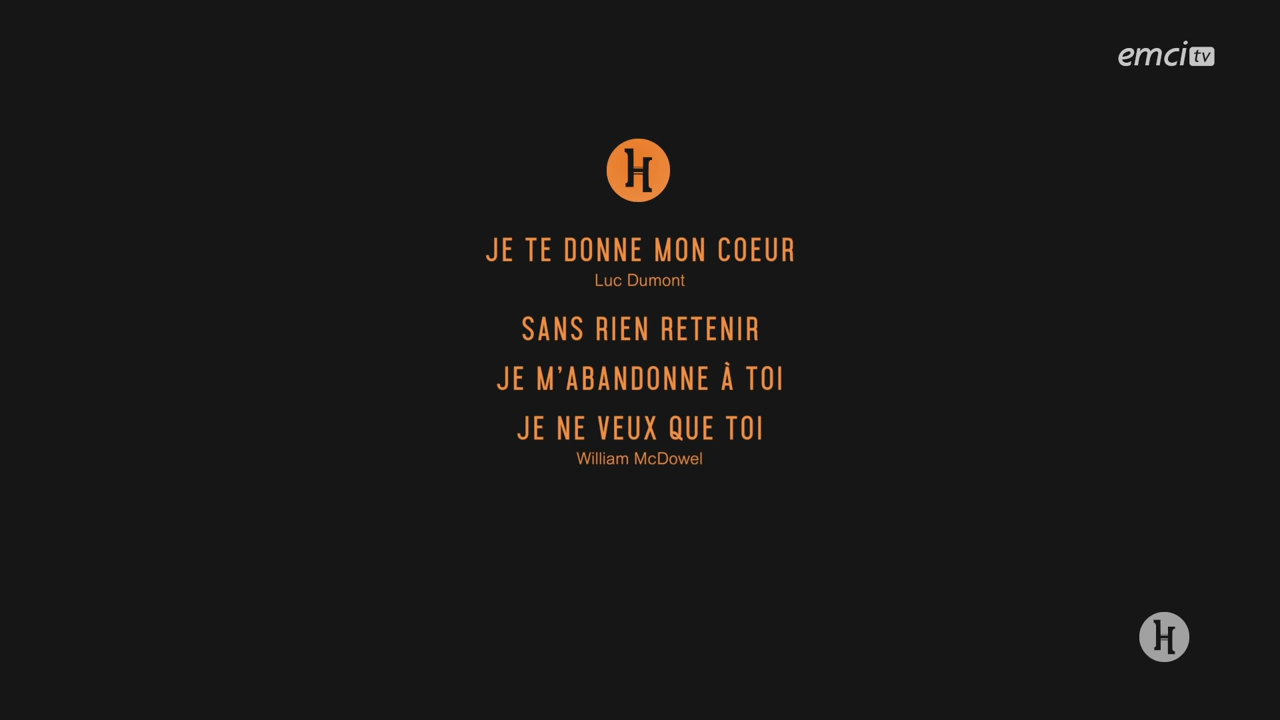 emci tv
H
JE TE DONNE MON COEUR
Luc Dumont
SANS RIEN RETENIR
JE M’ABANDONNE À TOI
JE NE VEUX QUE TOI
William McDowel
H